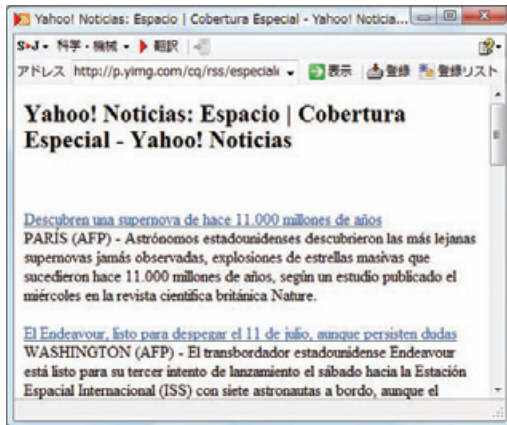 Yahoo! Noticias: Espacio | Cobertura Especial - Yahoo! Noticia...
S▸J 科学・機械 翻訳
アドレス http://p.yimg.com/cq/rss/especiale 表示 登録 登録リスト
Yahoo! Noticias: Espacio | Cobertura
Especial - Yahoo! Noticias
Descubren una supernova de hace 11.000 millones de años
PARÍS (AFP) - Astrónomos estadounidenses descubrieron las más lejanas
supernovas jamás observadas, explosiones de estrellas masivas que
sucedieron hace 11.000 millones de años, según un estudio publicado el
miércoles en la revista científica británica Nature.
El Endeavour, listo para despegar el 11 de julio, aunque persisten dudas
WASHINGTON (AFP) - El transbordador estadounidense Endeavour
está listo para su tercer intento de lanzamiento el sábado hacia la Estación
Espacial Internacional (ISS) con siete astronautas a bordo, aunque el